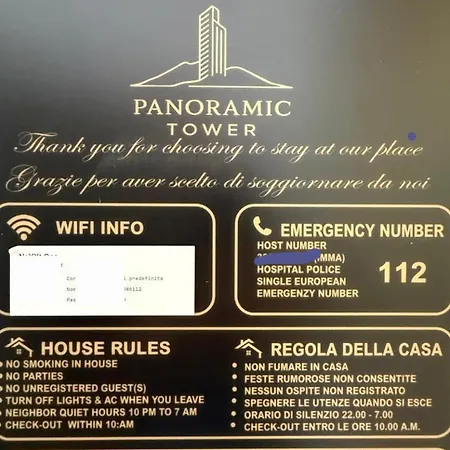 PANORAMIC
TOWER
Thank you for choosing to stay at our place
Grazie per aver scelto di soggiornare da noi
WIFI INFO
predefinita
EMERGENCY NUMBER
HOST NUMBER
(IMMA)
HOSPITAL POLICE
SINGLE EUROPEAN
EMERGENZY NUMBER
112
HOUSE RULES
• NO SMOKING IN HOUSE
• NO PARTIES
• NO UNREGISTERED GUEST(S)
• TURN OFF LIGHTS & AC WHEN YOU LEAVE
• NEIGHBOR QUIET HOURS 10 PM TO 7 AM
• CHECK-OUT WITHIN 10:AM
REGOLA DELLA CASA
• NON FUMARE IN CASA
• FESTE RUMOROSE NON CONSENTITE
• NESSUN OSPITE NON REGISTRATO
• SPEGNERE LE UTENZE QUANDO SI ESCE
• ORARIO DI SILENZIO 22.00 - 7.00
• CHECK-OUT ENTRO LE ORE 10.00 A.M.